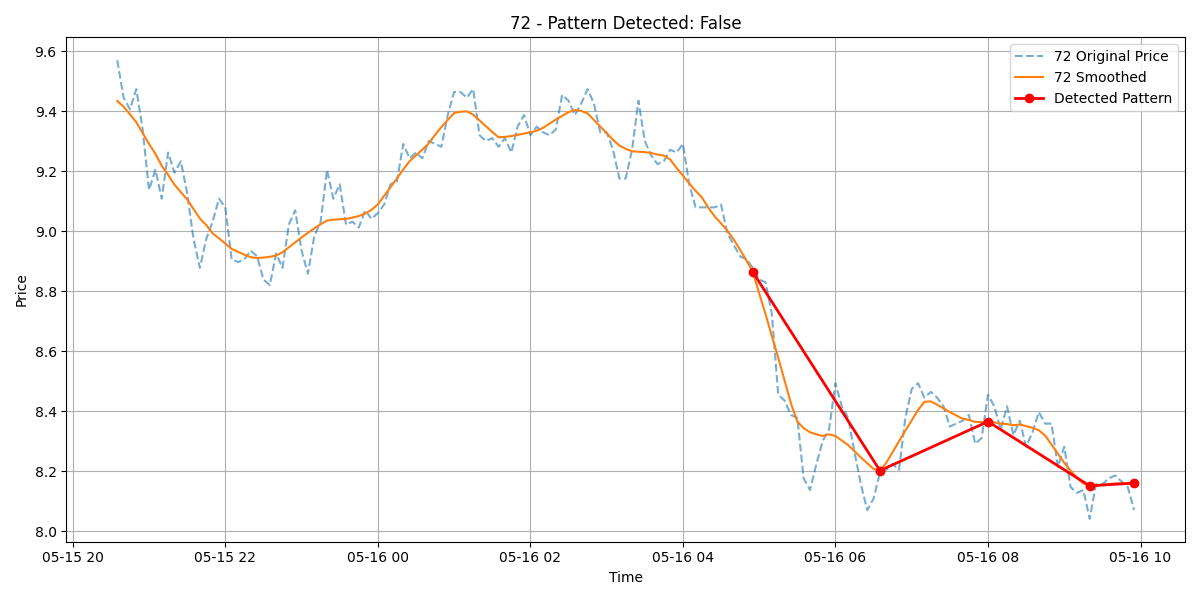 72 - Pattern Detected: False
72 Original Price
72 Smoothed
Detected Pattern
Price
9.6
9.4
9.2
9.0
8.8
8.6
8.4
8.2
8.0
05-15 20
05-15 22
05-16 00
05-16 02
05-16 04
05-16 06
05-16 08
05-16 10
Time